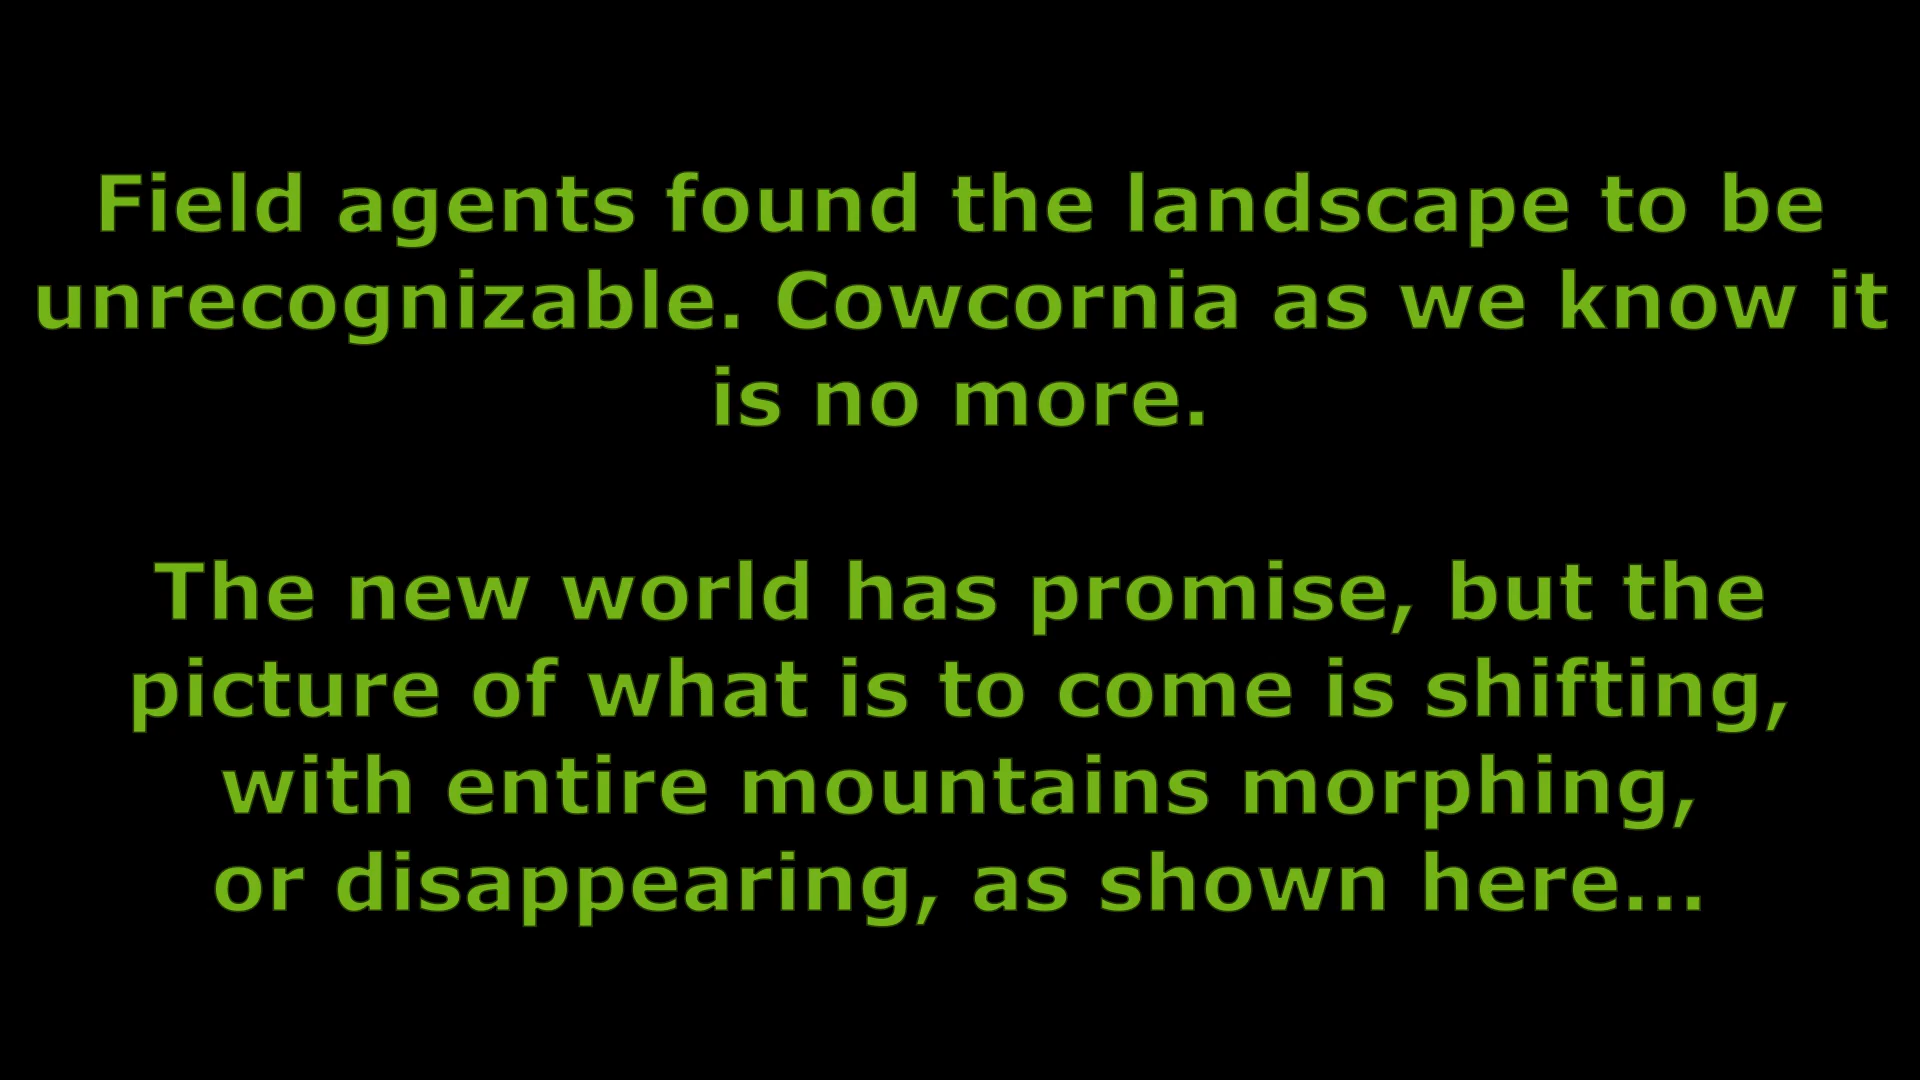 Field agents found the landscape to be
unrecognizable. Cowcornia as we know it
is no more.
The new world has promise, but the
picture of what is to come is shifting,
with entire mountains morphing,
or disappearing, as shown here...